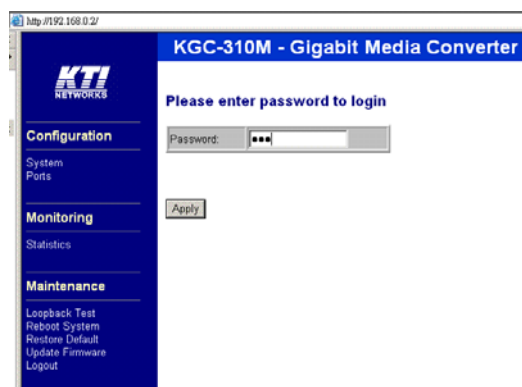 http://192.168.0.2/
KGC-310M - Gigabit Media Converter
KTI
NETWORKS
Please enter password to login
Password:
Apply
Configuration
System
Ports
Monitoring
Statistics
Maintenance
Loopback Test
Reboot System
Restore Default
Update Firmware
Logout